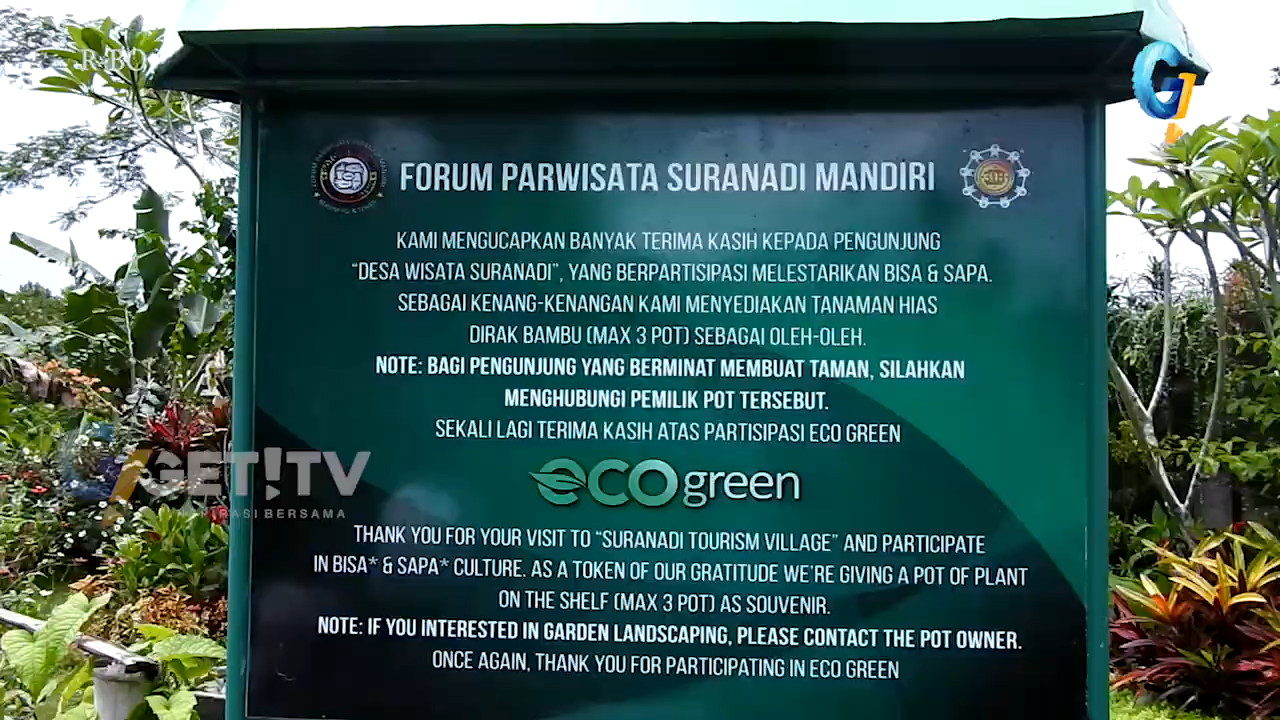 R-BO
G1
FORUM PARWISATA SURANADI MANDIRI
KAMI MENGUCAPKAN BANYAK TERIMA KASIH KEPADA PENGUNJUNG
“DESA WISATA SURANADI”, YANG BERPARTISIPASI MELESTARIKAN BISA & SAPA.
SEBAGAI KENANG-KENANGAN KAMI MENYEDIAKAN TANAMAN HIAS
DIRAK BAMBU (MAX 3 POT) SEBAGAI OLEH-OLEH.
NOTE: BAGI PENGUNJUNG YANG BERMINAT MEMBUAT TAMAN, SILAHKAN
MENGHUBUNGI PEMILIK POT TERSEBUT.
SEKALI LAGI TERIMA KASIH ATAS PARTISIPASI ECO GREEN
GET!TV
INSPIRASI BERSAMA
eco green
THANK YOU FOR YOUR VISIT TO “SURANADI TOURISM VILLAGE” AND PARTICIPATE
IN BISA* & SAPA* CULTURE. AS A TOKEN OF OUR GRATITUDE WE'RE GIVING A POT OF PLANT
ON THE SHELF (MAX 3 POT) AS SOUVENIR.
NOTE: IF YOU INTERESTED IN GARDEN LANDSCAPING, PLEASE CONTACT THE POT OWNER.
ONCE AGAIN, THANK YOU FOR PARTICIPATING IN ECO GREEN